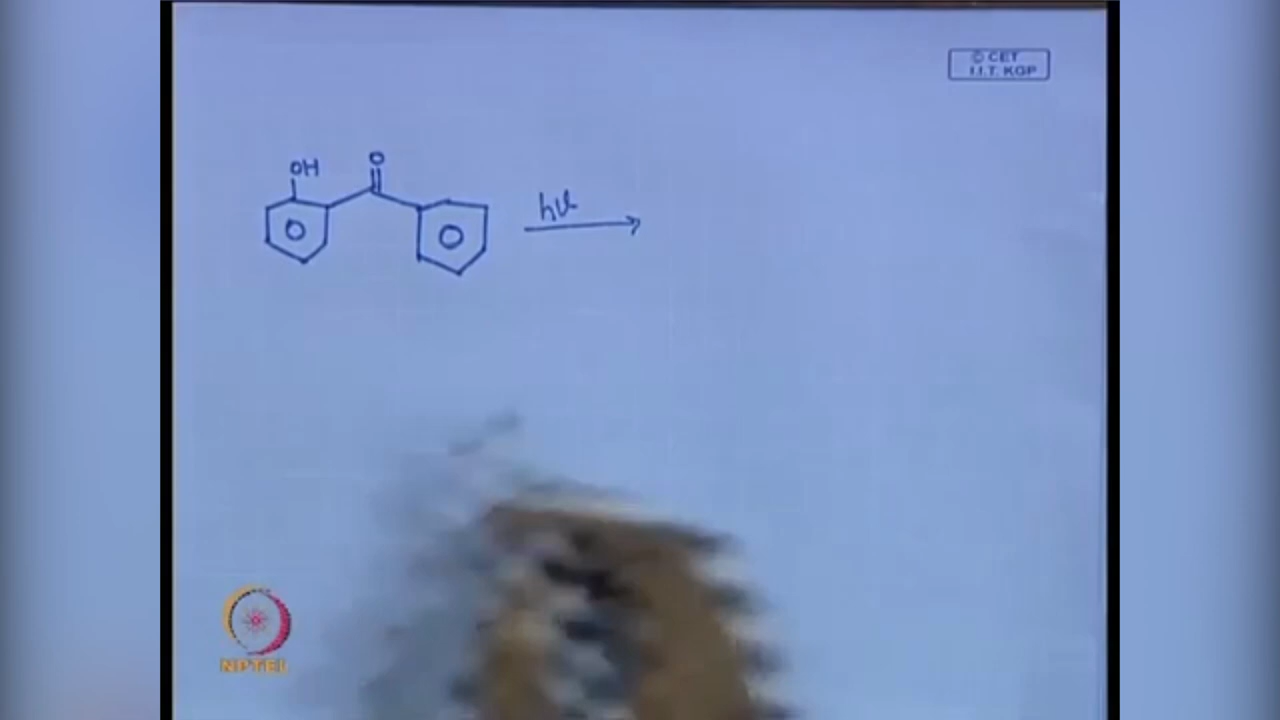 © CET
I.I.T. KGP
OH
O
hν
NPTEL